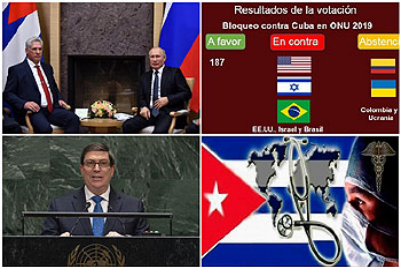 Resultados de la votación
Bloqueo contra Cuba en ONU 2019
A favor
En contra
Abstenc
187
Colombia y
Ucrania
EE.UU., Israel y Brasil